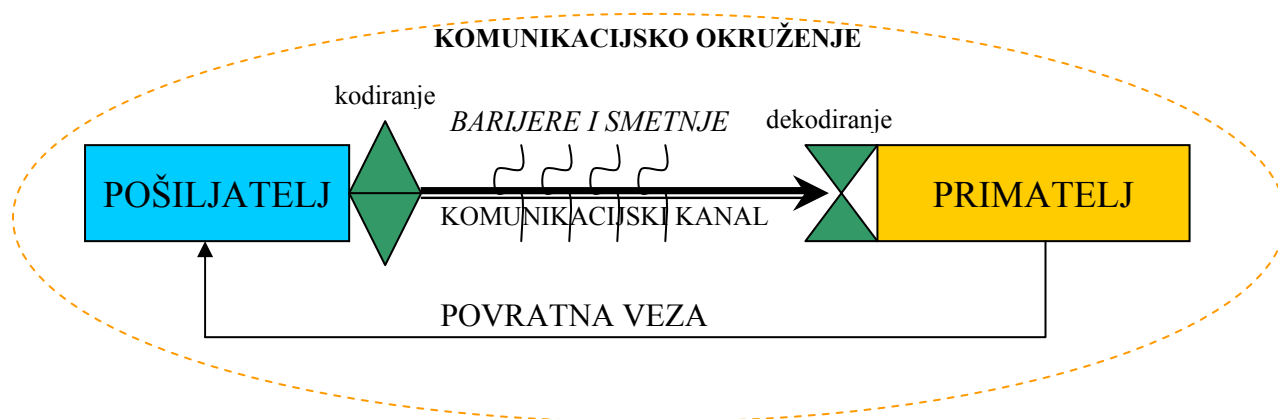 KOMUNIKACIJSKO OKRUŽENJE
kodiranje
BARIJERE I SMETNJE
dekodiranje
POŠILJATELJ
PRIMATELJ
KOMUNIKACIJSKI KANAL
POVRATNA VEZA